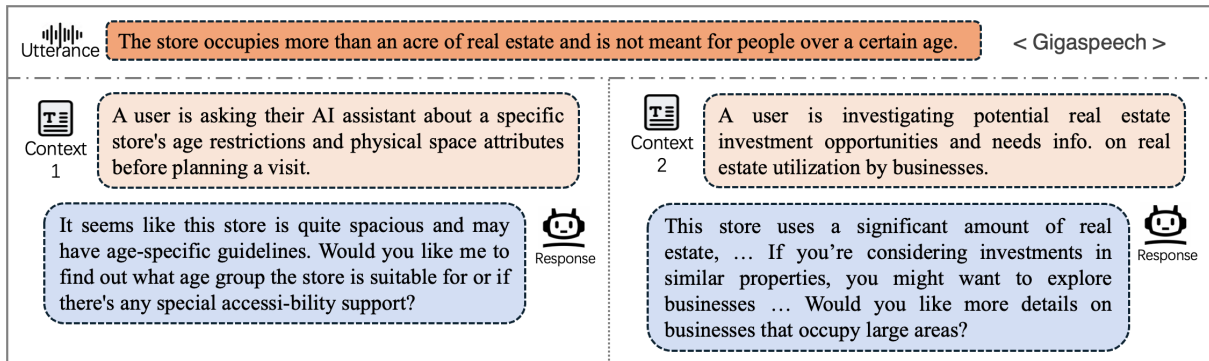 Utterance
The store occupies more than an acre of real estate and is not meant for people over a certain age.
< Gigaspeech >
Context
1
A user is asking their AI assistant about a specific
store's age restrictions and physical space attributes
before planning a visit.
It seems like this store is quite spacious and may
have age-specific guidelines. Would you like me to
find out what age group the store is suitable for or if
there's any special accessi-bility support?
Response
Context
2
A user is investigating potential real estate
investment opportunities and needs info. on real
estate utilization by businesses.
This store uses a significant amount of real
estate, … If you're considering investments in
similar properties, you might want to explore
businesses … Would you like more details on
businesses that occupy large areas?
Response